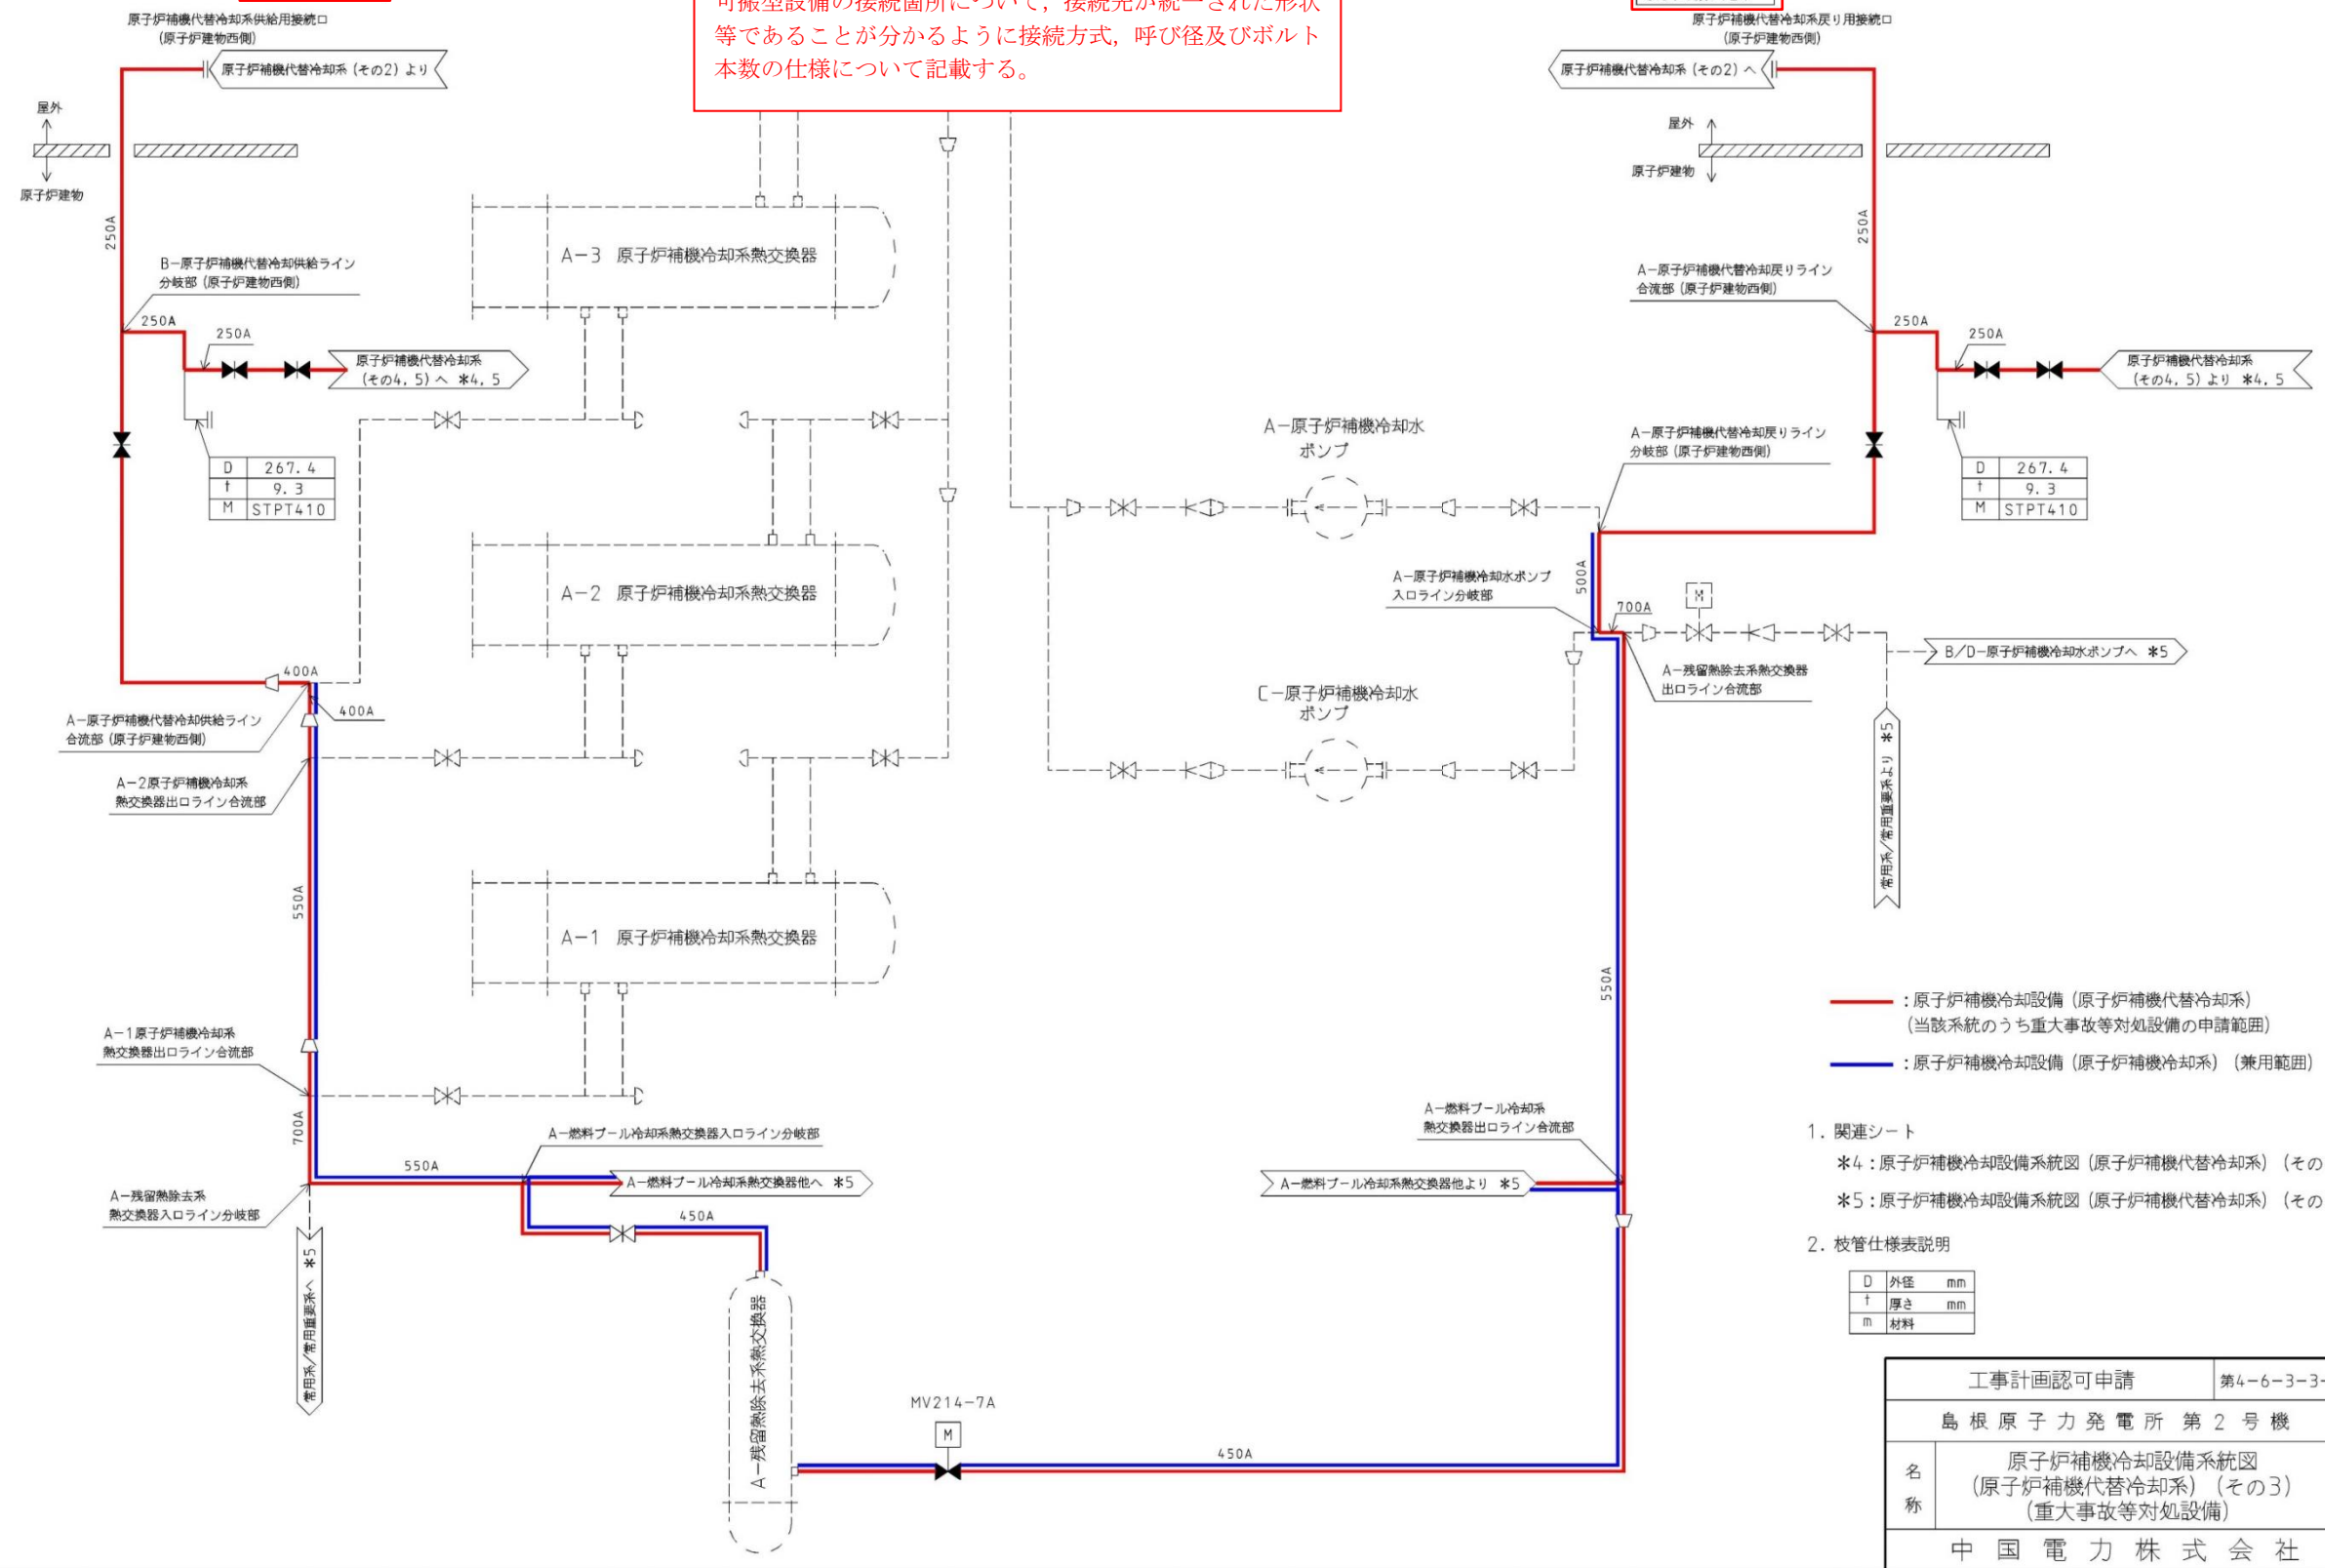 原子炉補機代替冷却系供給用接続口
(原子炉建物西側)
原子炉補機代替冷却系 (その2) より
屋外
原子炉建物
250A
B−原子炉補機代替冷却供給ライン
分岐部 (原子炉建物西側)
250A
250A
原子炉補機代替冷却系
(その4, 5) へ *4, 5
D 267.4
t 9.3
M STPT410
可搬型設備の接続箇所について，接続先が統一された形状
等であることが分かるように接続方式，呼び径及びボルト
本数の仕様について記載する。
A−3 原子炉補機冷却系熱交換器
A−2 原子炉補機冷却系熱交換器
A−1 原子炉補機冷却系熱交換器
400A
400A
A−原子炉補機代替冷却供給ライン
合流部 (原子炉建物西側)
A−2原子炉補機冷却系
熱交換器出口ライン合流部
550A
A−1原子炉補機冷却系
熱交換器出口ライン合流部
700A
A−残留熱除去系
熱交換器入口ライン分岐部
常用系/常用重要系へ *5
550A
A−燃料プール冷却系熱交換器入口ライン分岐部
A−燃料プール冷却系熱交換器他へ *5
450A
A−残留熱除去系熱交換器
MV214-7A
M
450A
A−原子炉補機冷却水
ポンプ
C−原子炉補機冷却水
ポンプ
原子炉補機代替冷却系戻り用接続口
(原子炉建物西側)
原子炉補機代替冷却系 (その2) へ
屋外
原子炉建物
250A
A−原子炉補機代替冷却戻りライン
合流部 (原子炉建物西側)
250A
250A
原子炉補機代替冷却系
(その4, 5) より *4, 5
D 267.4
t 9.3
M STPT410
A−原子炉補機代替冷却戻りライン
分岐部 (原子炉建物西側)
A−原子炉補機冷却水ポンプ
入口ライン分岐部
500A
700A
M
B/D−原子炉補機冷却水ポンプへ *5
A−残留熱除去系熱交換器
出口ライン合流部
常用系/常用重要系より *5
550A
A−燃料プール冷却系
熱交換器出口ライン合流部
A−燃料プール冷却系熱交換器他より *5
：原子炉補機冷却設備 (原子炉補機代替冷却系)
(当該系統のうち重大事故等対処設備の申請範囲)
：原子炉補機冷却設備 (原子炉補機冷却系) (兼用範囲)
1. 関連シート
*4：原子炉補機冷却設備系統図 (原子炉補機代替冷却系) (その
*5：原子炉補機冷却設備系統図 (原子炉補機代替冷却系) (その
2. 枝管仕様表説明
D 外径 mm
t 厚さ mm
m 材料
工事計画認可申請 第4-6-3-3-
島根原子力発電所 第2号機
名称
原子炉補機冷却設備系統図
(原子炉補機代替冷却系) (その3)
(重大事故等対処設備)
中国電力株式会社